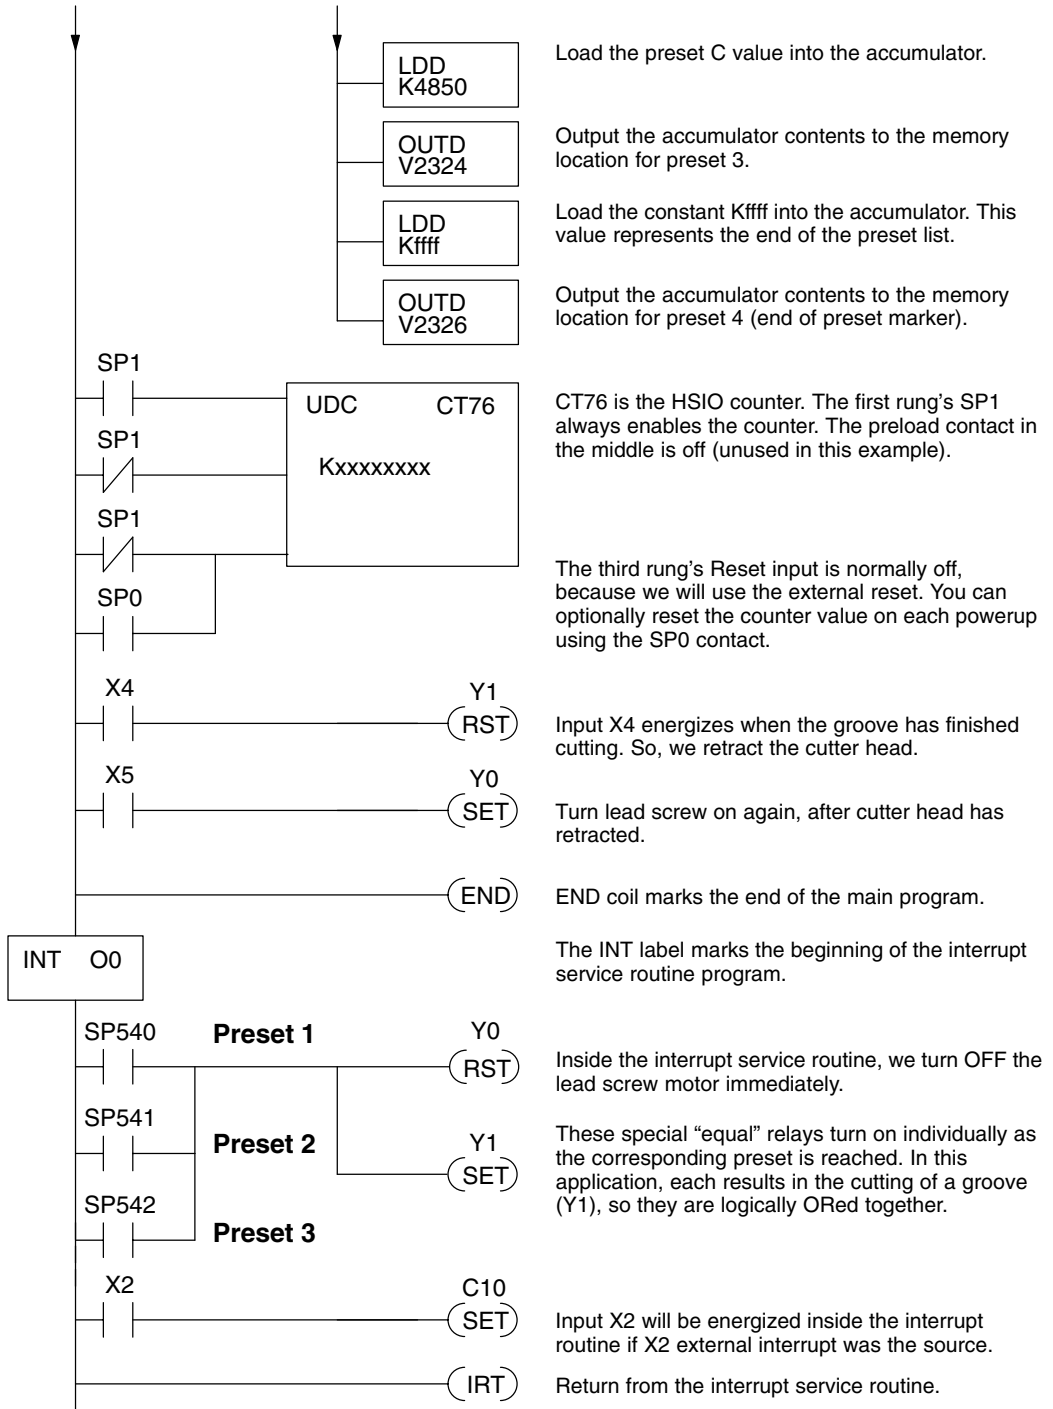 LDD
K4850
Load the preset C value into the accumulator.
OUTD
V2324
Output the accumulator contents to the memory
location for preset 3.
LDD
Kffff
Load the constant Kffff into the accumulator. This
value represents the end of the preset list.
OUTD
V2326
Output the accumulator contents to the memory
location for preset 4 (end of preset marker).
SP1
UDC CT76
SP1
Kxxxxxxxx
CT76 is the HSIO counter. The first rung’s SP1
always enables the counter. The preload contact in
the middle is off (unused in this example).
SP1
SP0
The third rung’s Reset input is normally off,
because we will use the external reset. You can
optionally reset the counter value on each powerup
using the SP0 contact.
X4
Y1
RST
Input X4 energizes when the groove has finished
cutting. So, we retract the cutter head.
X5
Y0
SET
Turn lead screw on again, after cutter head has
retracted.
END
END coil marks the end of the main program.
INT O0
The INT label marks the beginning of the interrupt
service routine program.
SP540
Preset 1
Y0
RST
Inside the interrupt service routine, we turn OFF the
lead screw motor immediately.
SP541
Preset 2
Y1
SET
These special “equal” relays turn on individually as
the corresponding preset is reached. In this
application, each results in the cutting of a groove
(Y1), so they are logically ORed together.
SP542
Preset 3
X2
C10
SET
Input X2 will be energized inside the interrupt
routine if X2 external interrupt was the source.
IRT
Return from the interrupt service routine.